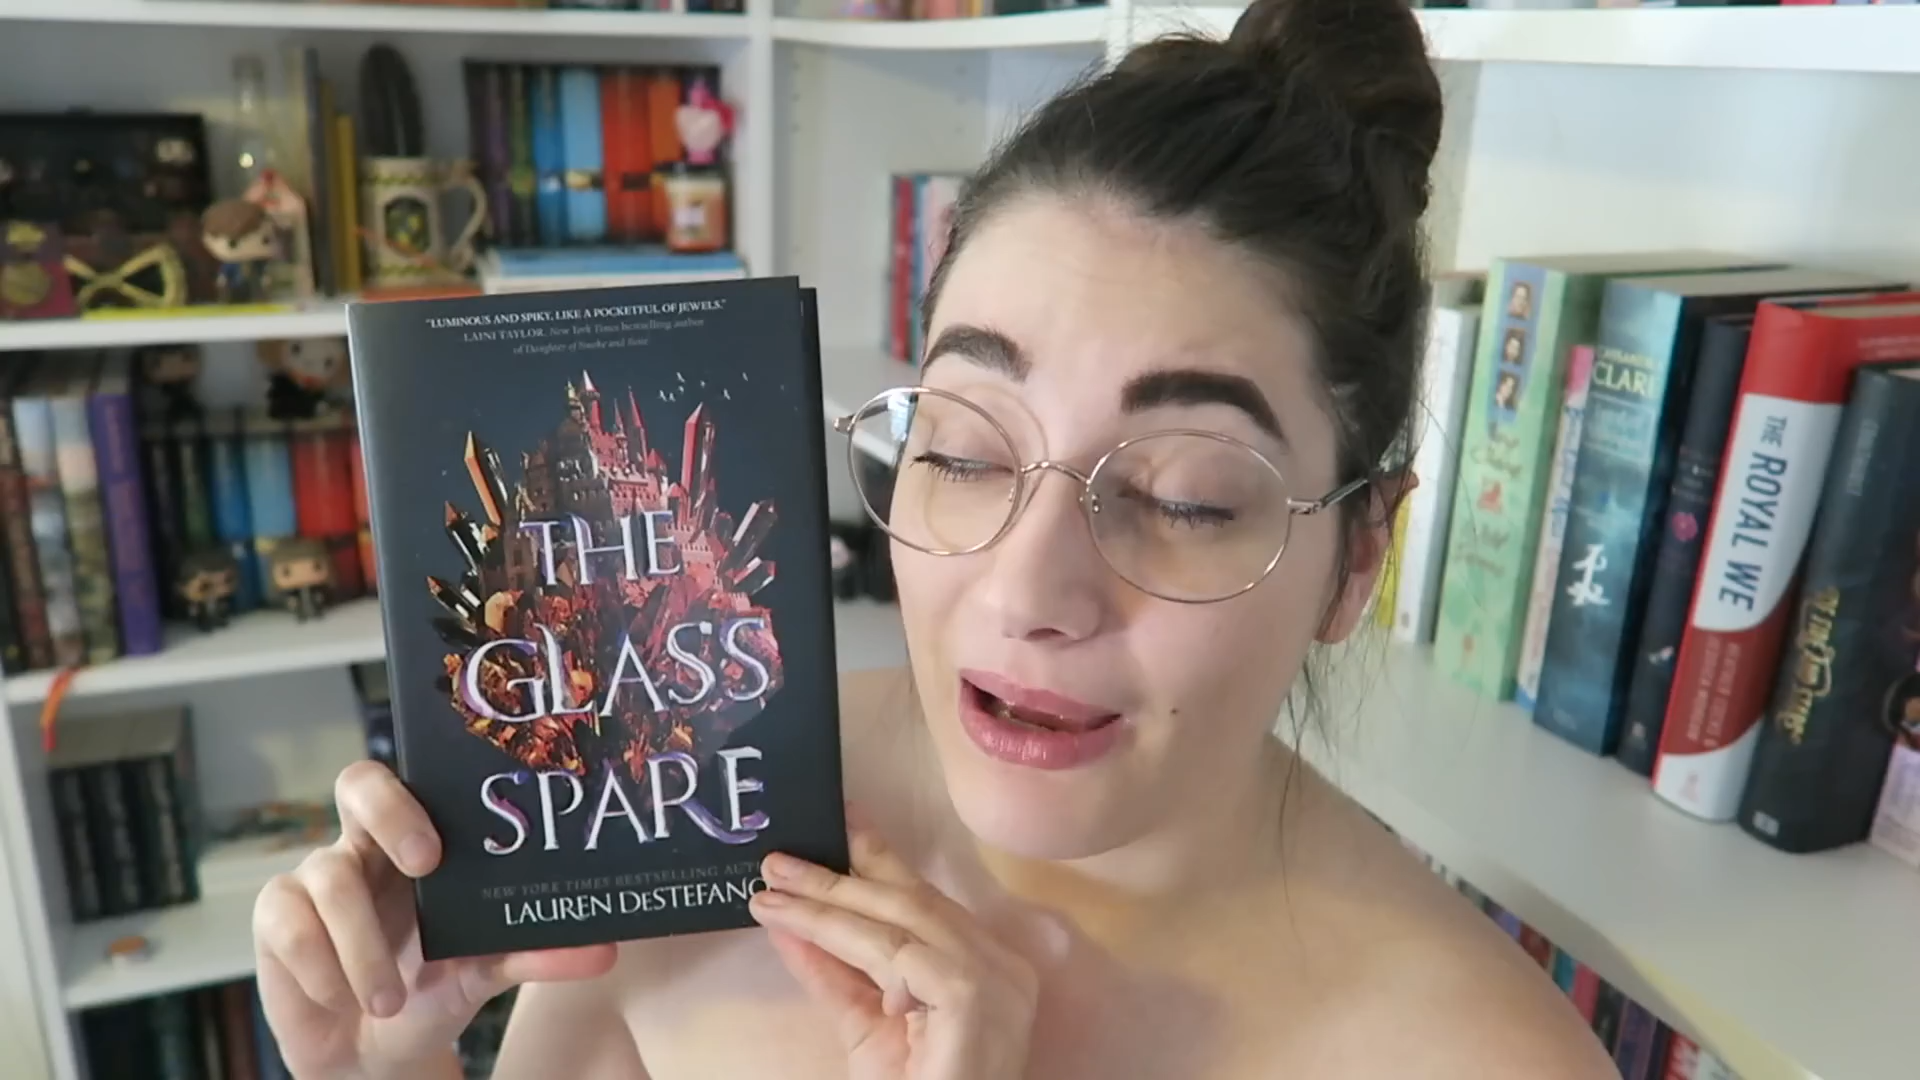 "LUMINOUS AND SPIKY, LIKE A POCKETFUL OF JEWELS."
LAINI TAYLOR, New York Times bestselling author
of Daughter of Smoke and Bone
THE
GLASS
SPARE
NEW YORK TIMES BESTSELLING
LAUREN DESTEFANO
CLARE
THE ROYAL WE